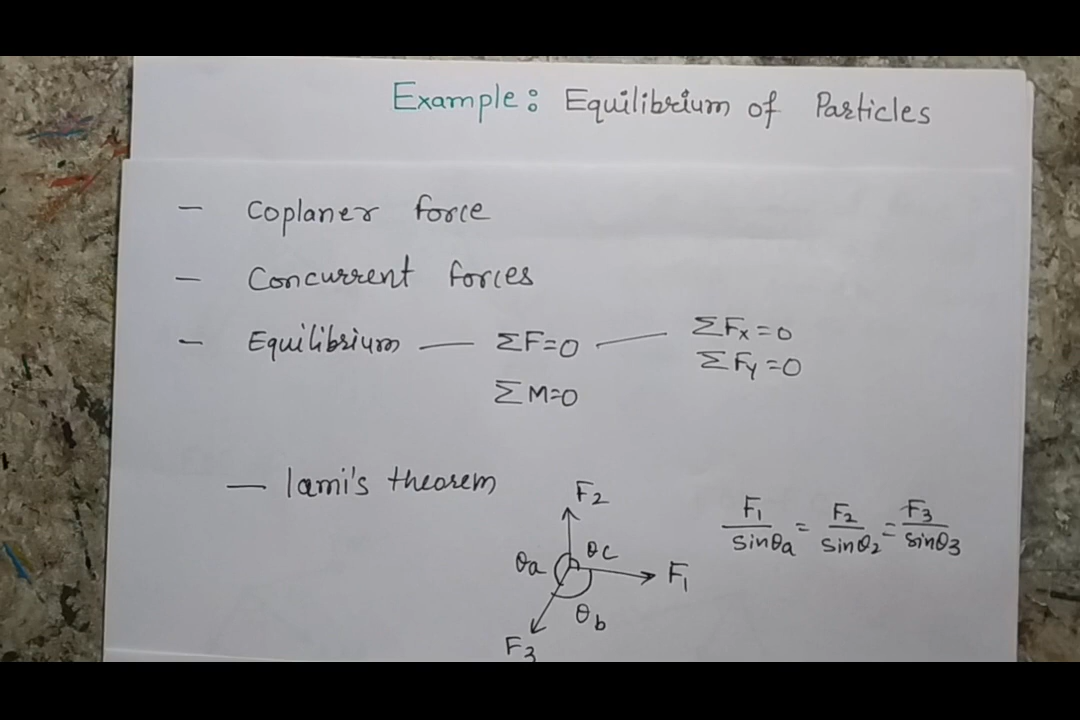 Example: Equilibrium of Particles
- Coplaner force
- Concurrent forces
- Equilibrium — ΣF=0 — ΣFx=0
ΣFy=0
ΣM=0
— lami's theorem
F2
F1/sinθa = F2/sinθ2 = F3/sinθ3
θa θc
F1
θb
F3